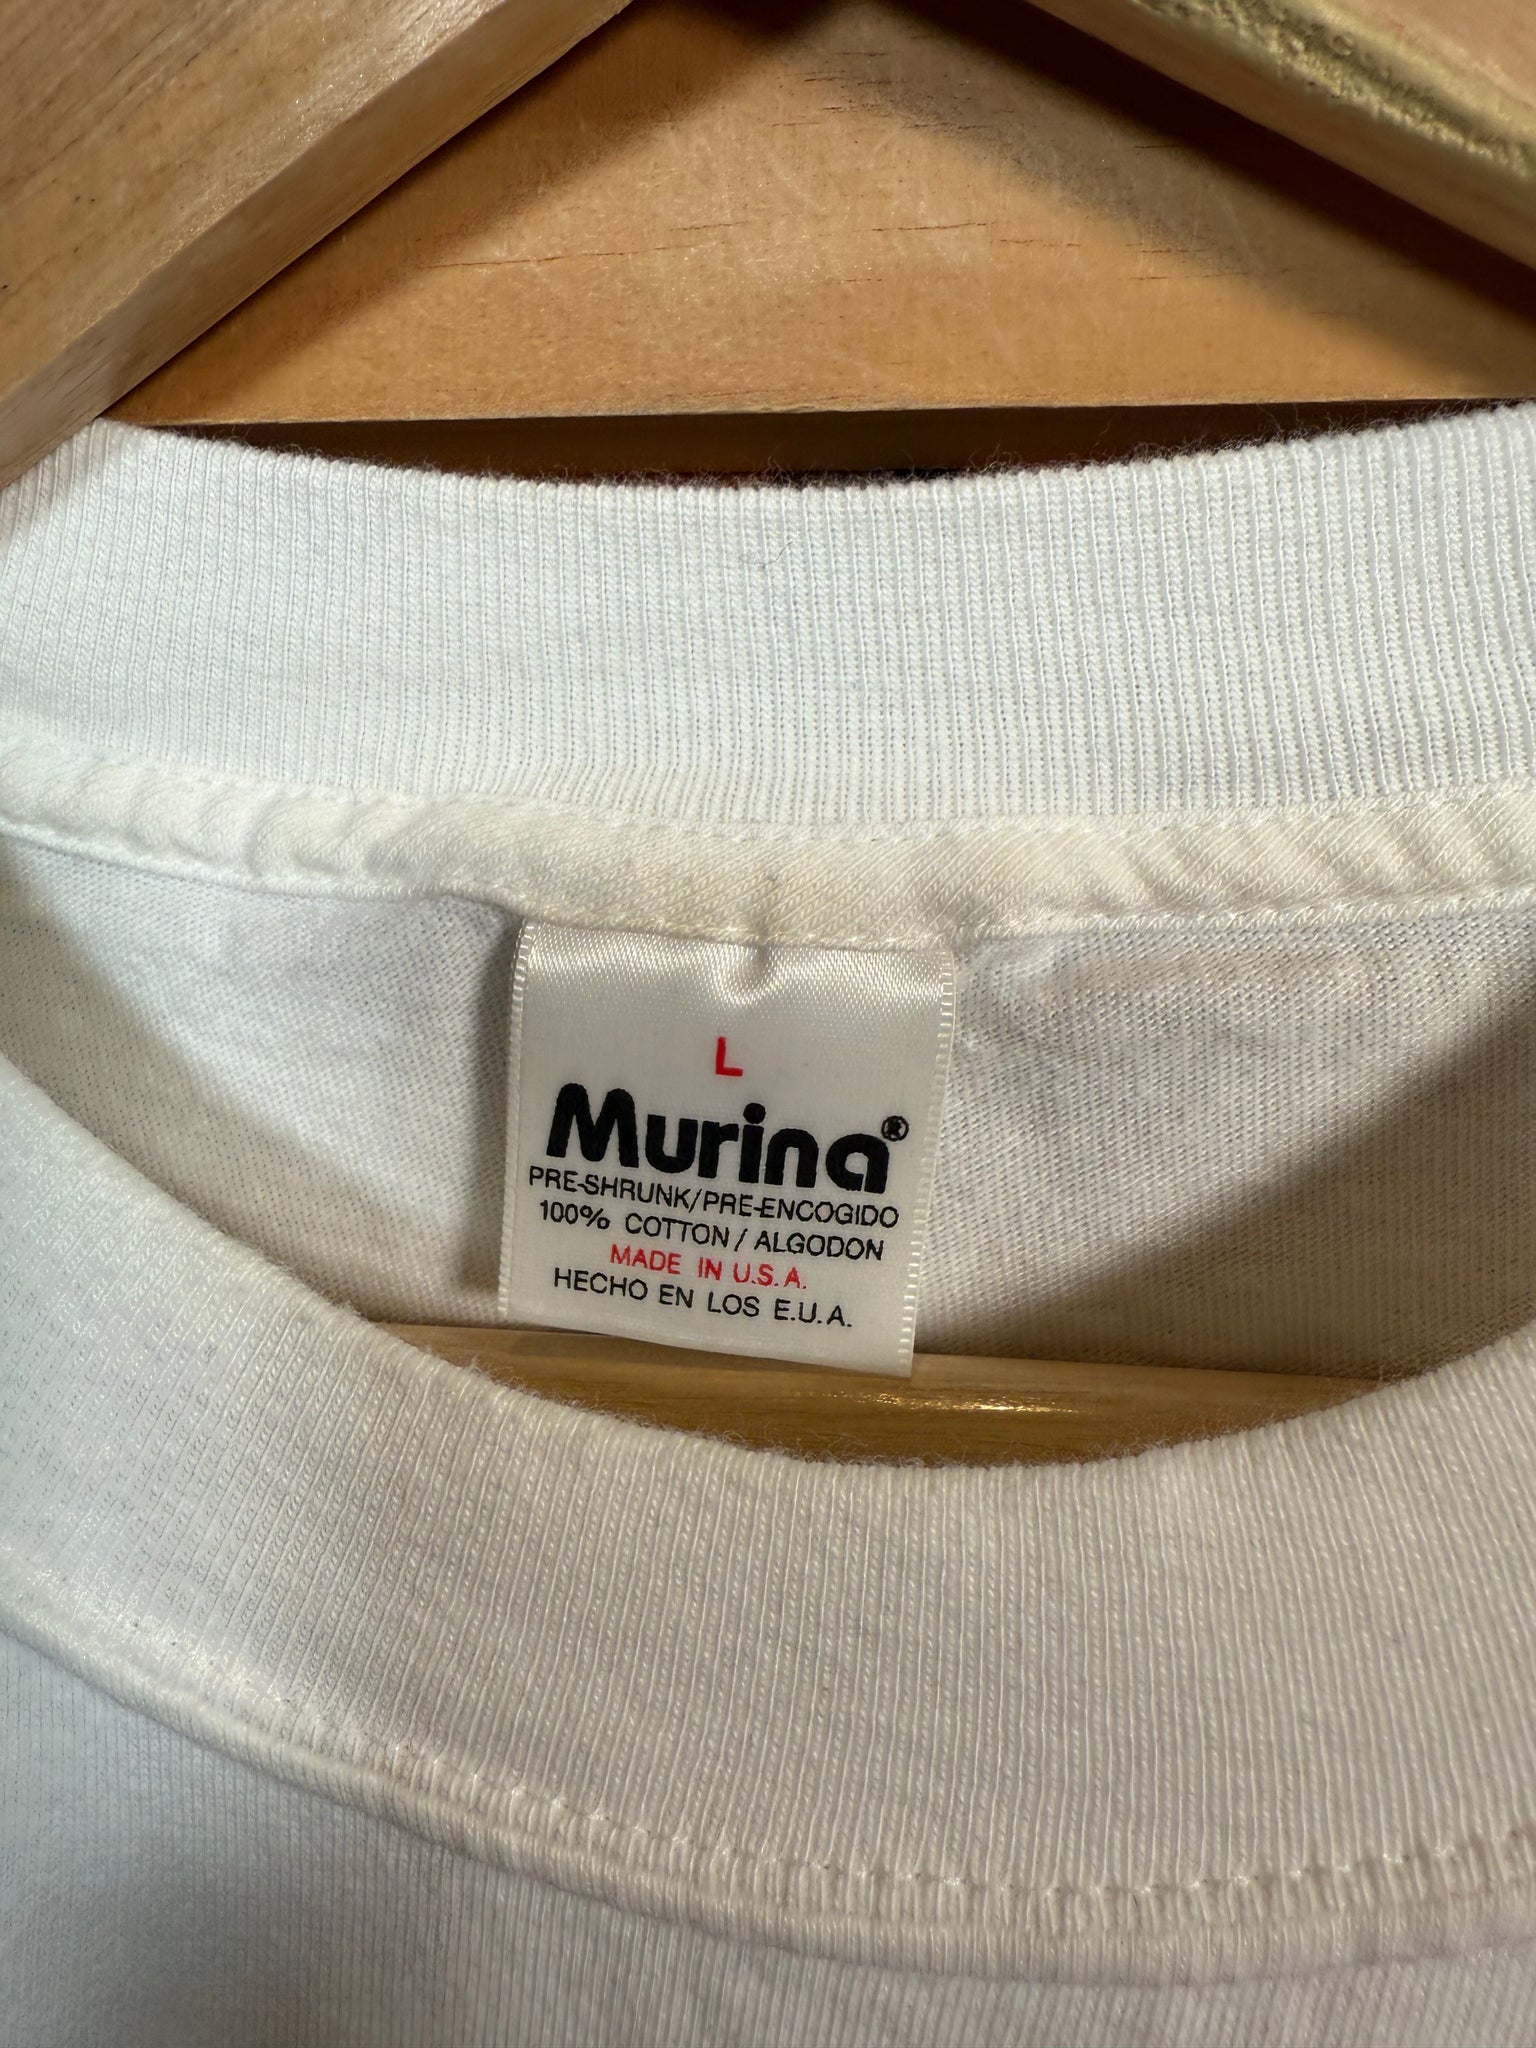 L
Murina®
PRE-SHRUNK/PRE-ENCOGIDO
100% COTTON / ALGODON
MADE IN U.S.A.
HECHO EN LOS E.U.A.